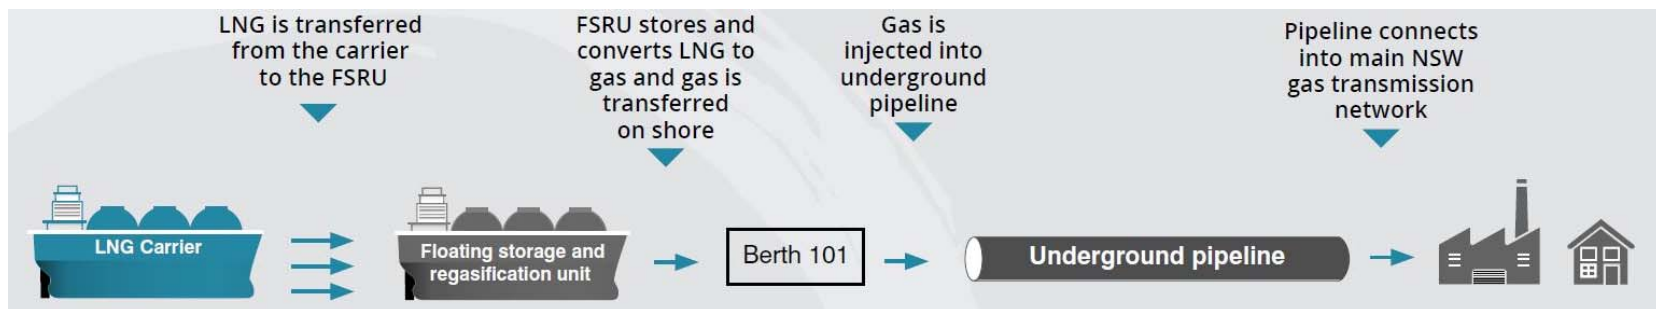 LNG is transferred
from the carrier
to the FSRU
FSRU stores and
converts LNG to
gas and gas is
transferred
on shore
Gas is
injected into
underground
pipeline
Pipeline connects
into main NSW
gas transmission
network
LNG Carrier
Floating storage and
regasification unit
Berth 101
Underground pipeline